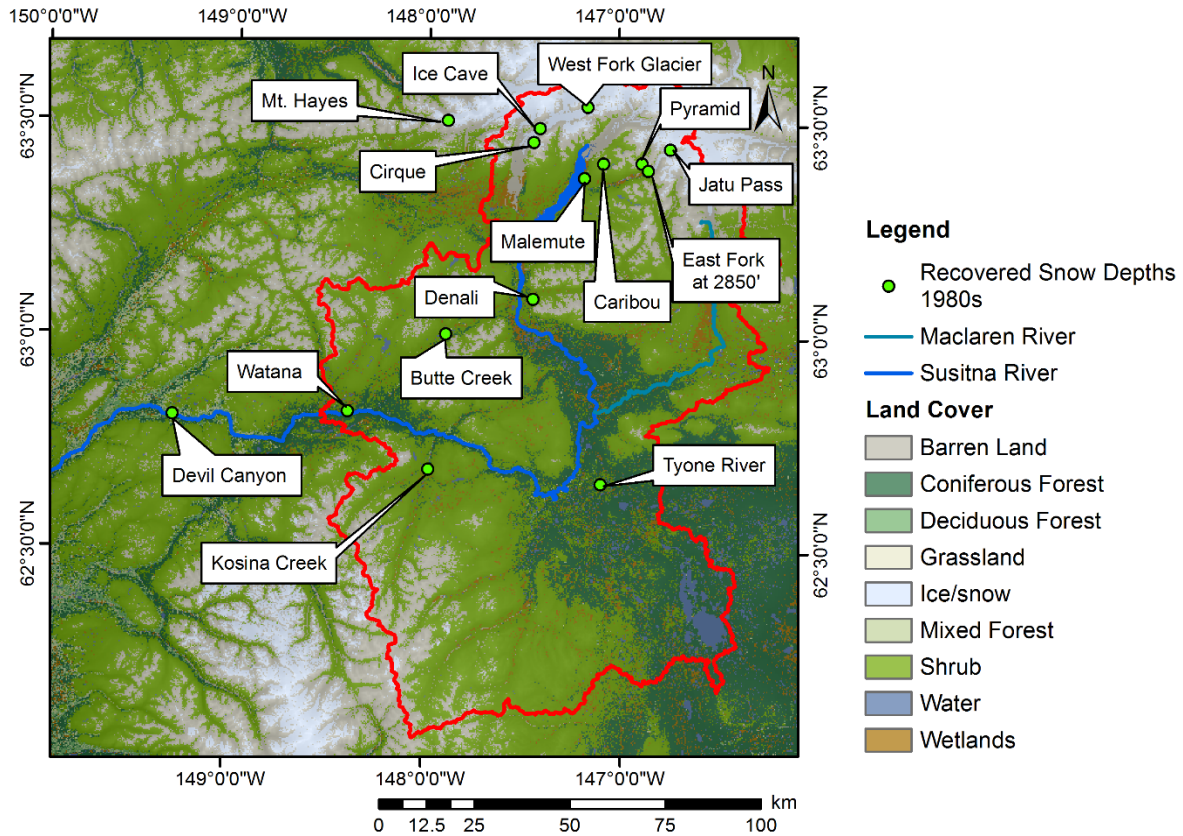 150°0'0"W
149°0'0"W
148°0'0"W
147°0'0"W
63°30'0"N
63°0'0"N
62°30'0"N
63°30'0"N
63°0'0"N
62°30'0"N
N
Ice Cave
West Fork Glacier
Mt. Hayes
Pyramid
Cirque
Jatu Pass
Malemute
East Fork
at 2850'
Denali
Caribou
Butte Creek
Watana
Devil Canyon
Tyone River
Kosina Creek
149°0'0"W
148°0'0"W
147°0'0"W
km
0
12.5
25
50
75
100
Legend
Recovered Snow Depths
1980s
Maclaren River
Susitna River
Land Cover
Barren Land
Coniferous Forest
Deciduous Forest
Grassland
Ice/snow
Mixed Forest
Shrub
Water
Wetlands